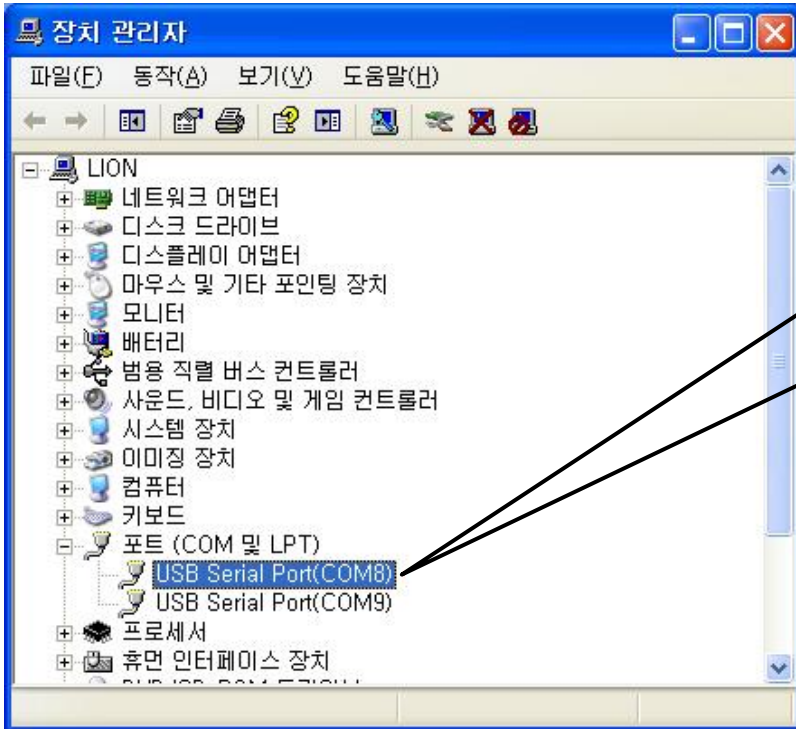 장치 관리자
파일(F) 동작(A) 보기(V) 도움말(H)
LION
네트워크 어댑터
디스크 드라이브
디스플레이 어댑터
마우스 및 기타 포인팅 장치
모니터
배터리
범용 직렬 버스 컨트롤러
사운드, 비디오 및 게임 컨트롤러
시스템 장치
이미징 장치
컴퓨터
키보드
포트 (COM 및 LPT)
USB Serial Port(COM8)
USB Serial Port(COM9)
프로세서
휴먼 인터페이스 장치